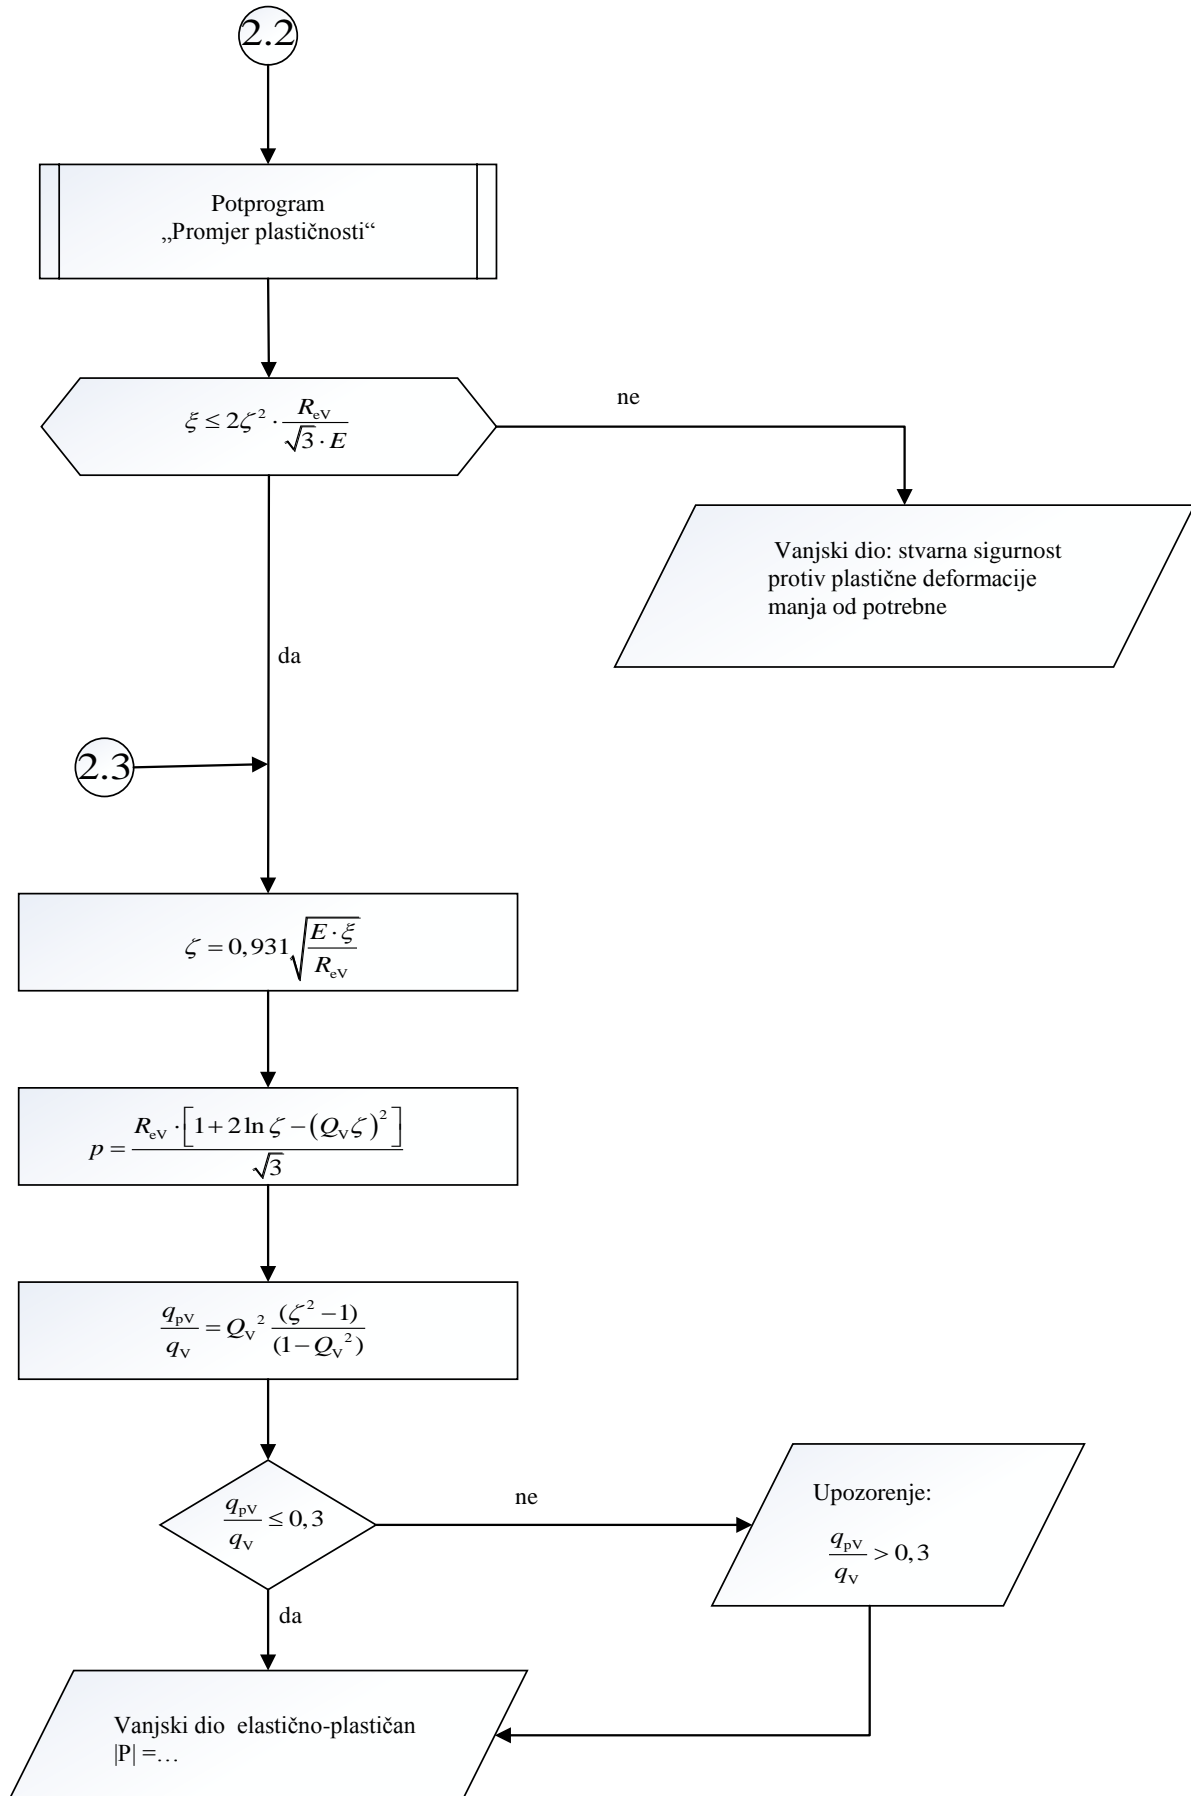 2.2
Potprogram
„Promjer plastičnosti“
ξ ≤ 2ζ² · R_eV / (√3 · E)
ne
Vanjski dio: stvarna sigurnost
protiv plastične deformacije
manja od potrebne
da
2.3
ζ = 0,931 √(E · ξ / R_eV)
p = R_eV · [1 + 2 ln ζ − (Q_V ζ)²] / √3
q_pV / q_V = Q_V² (ζ² − 1) / (1 − Q_V²)
q_pV / q_V ≤ 0,3
ne
Upozorenje:
q_pV / q_V > 0,3
da
Vanjski dio elastično-plastičan
|P| =…